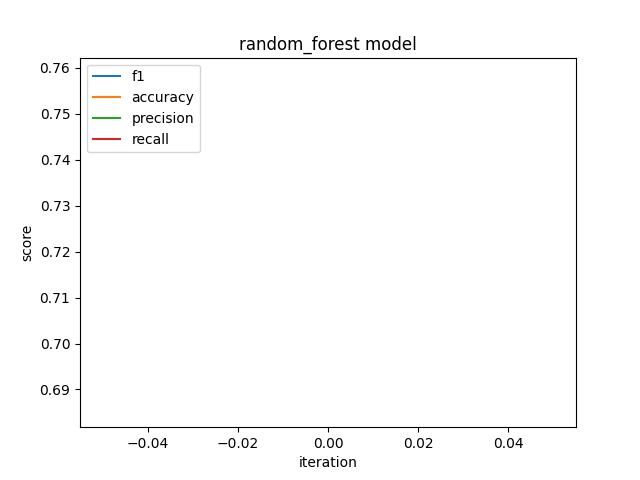 random_forest model
f1
accuracy
precision
recall
0.76
0.75
0.74
0.73
0.72
0.71
0.70
0.69
score
−0.04
−0.02
0.00
0.02
0.04
iteration